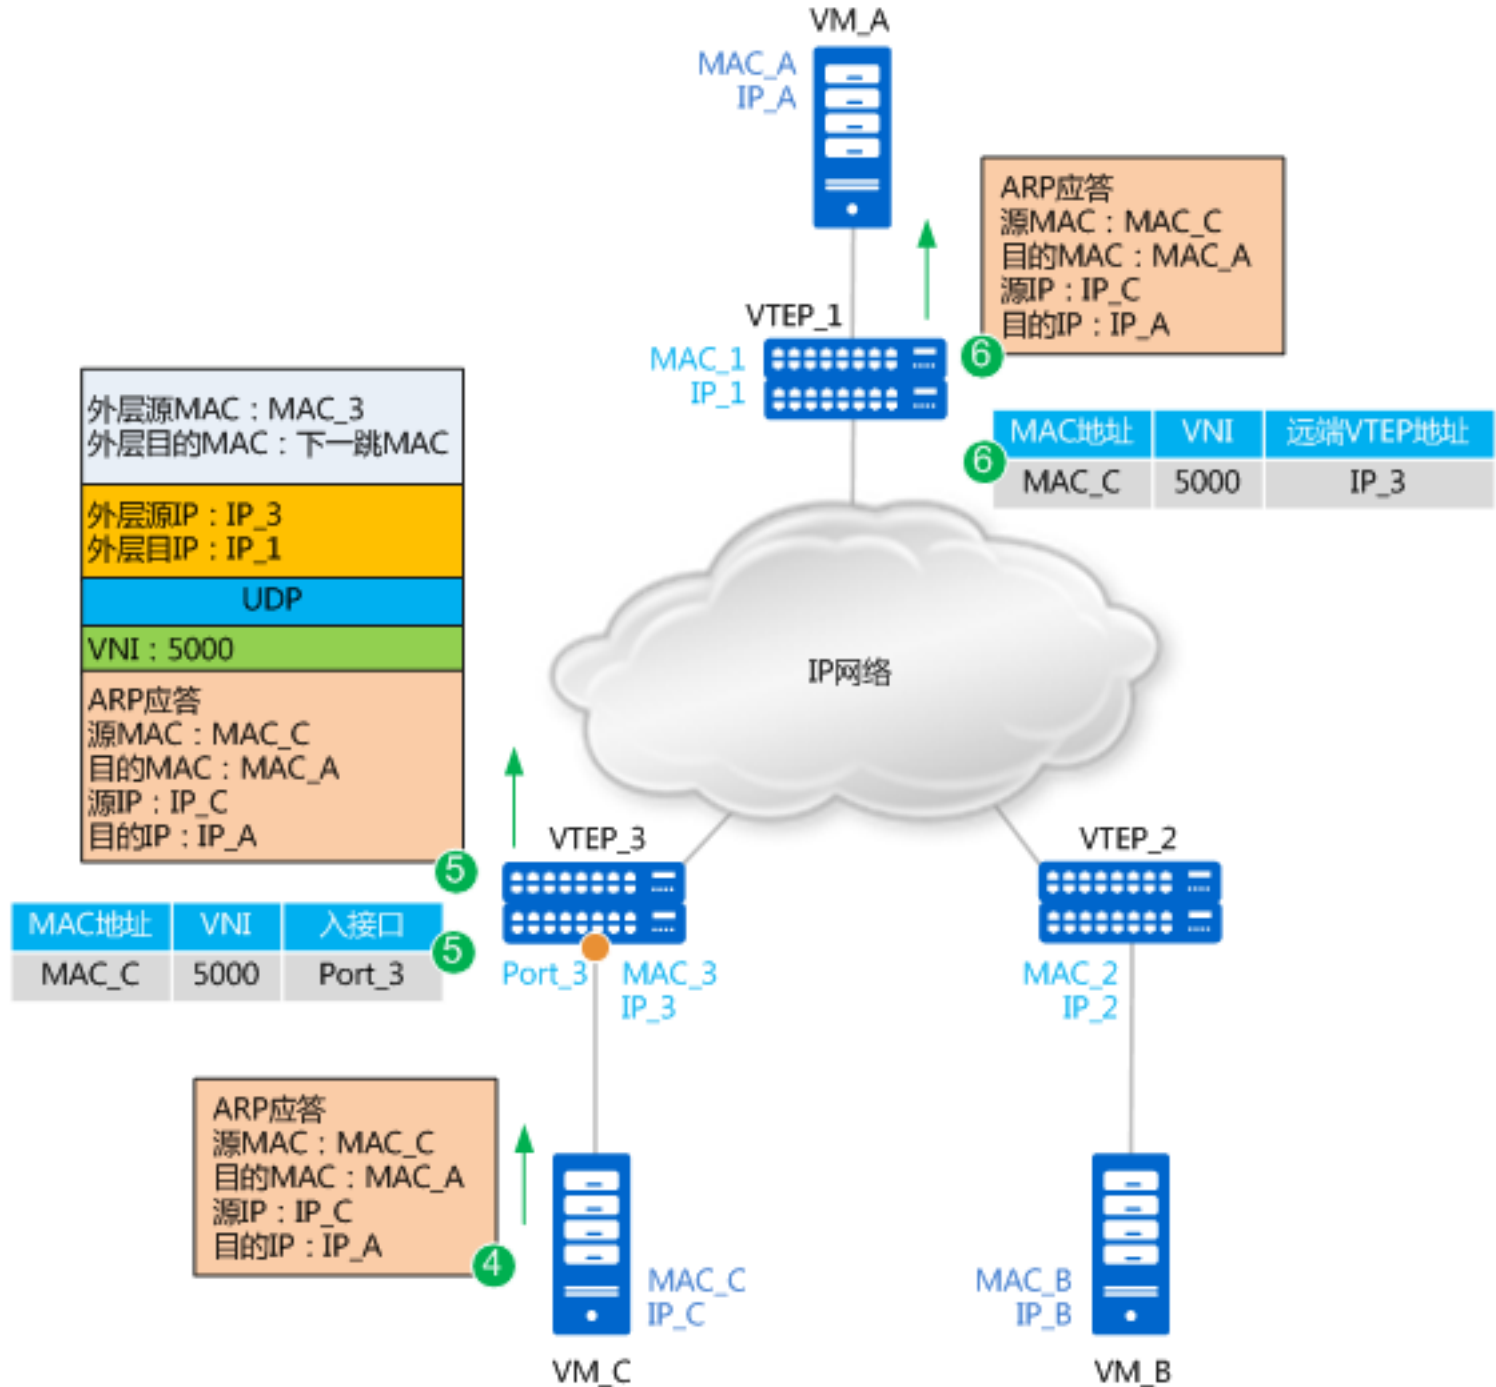 VM_A
MAC_A
IP_A
ARP应答
源MAC：MAC_C
目的MAC：MAC_A
源IP：IP_C
目的IP：IP_A
6
VTEP_1
MAC_1
IP_1
MAC地址 VNI 远端VTEP地址
MAC_C 5000 IP_3
6
外层源MAC：MAC_3
外层目的MAC：下一跳MAC
外层源IP：IP_3
外层目IP：IP_1
UDP
VNI：5000
ARP应答
源MAC：MAC_C
目的MAC：MAC_A
源IP：IP_C
目的IP：IP_A
5
IP网络
VTEP_3
VTEP_2
MAC地址 VNI 入接口
MAC_C 5000 Port_3
5
Port_3
MAC_3
IP_3
MAC_2
IP_2
ARP应答
源MAC：MAC_C
目的MAC：MAC_A
源IP：IP_C
目的IP：IP_A
4
MAC_C
IP_C
VM_C
MAC_B
IP_B
VM_B